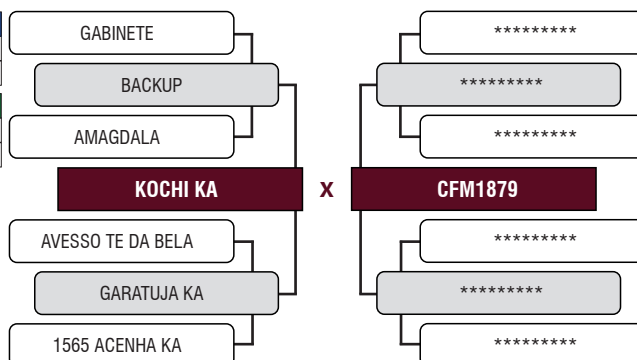 GABINETE
*********
BACKUP
*********
AMAGDALA
*********
KOCHI KA
X
CFM1879
AVESSO TE DA BELA
*********
GARATUJA KA
*********
1565 ACENHA KA
*********